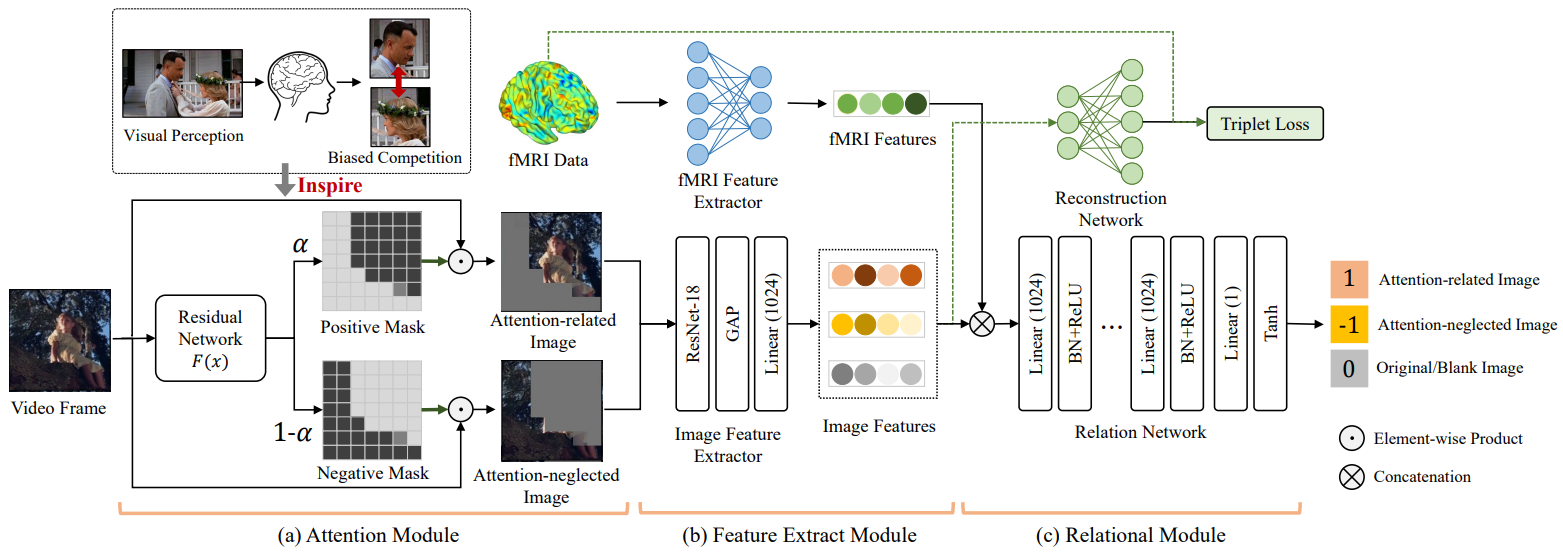 Visual Perception
Biased Competition
Inspire
fMRI Data
fMRI Feature
Extractor
fMRI Features
Reconstruction
Network
Triplet Loss
Video Frame
Residual
Network
F(x)
α
1-α
Positive Mask
Negative Mask
Attention-related
Image
Attention-neglected
Image
ResNet-18
GAP
Linear (1024)
Image Feature
Extractor
Image Features
Linear (1024)
BN+ReLU
...
Linear (1024)
BN+ReLU
Linear (1)
Tanh
Relation Network
1 Attention-related Image
-1 Attention-neglected Image
0 Original/Blank Image
Element-wise Product
Concatenation
(a) Attention Module
(b) Feature Extract Module
(c) Relational Module